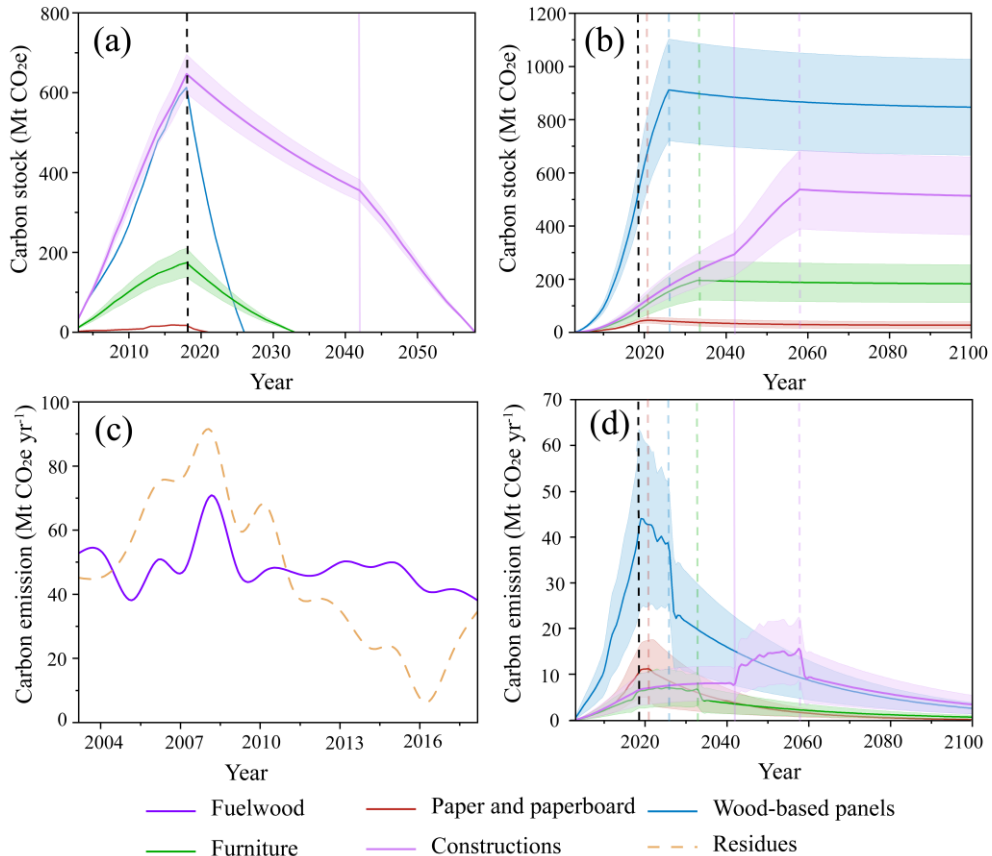 (a)
Carbon stock (Mt CO₂e)
800
600
400
200
0
2010
2020
2030
2040
2050
Year
(b)
Carbon stock (Mt CO₂e)
1200
1000
800
600
400
200
0
2020
2040
2060
2080
2100
Year
(c)
Carbon emission (Mt CO₂e yr⁻¹)
100
80
60
40
20
0
2004
2007
2010
2013
2016
Year
(d)
Carbon emission (Mt CO₂e yr⁻¹)
70
60
50
40
30
20
10
0
2020
2040
2060
2080
2100
Year
Fuelwood
Paper and paperboard
Wood-based panels
Furniture
Constructions
Residues